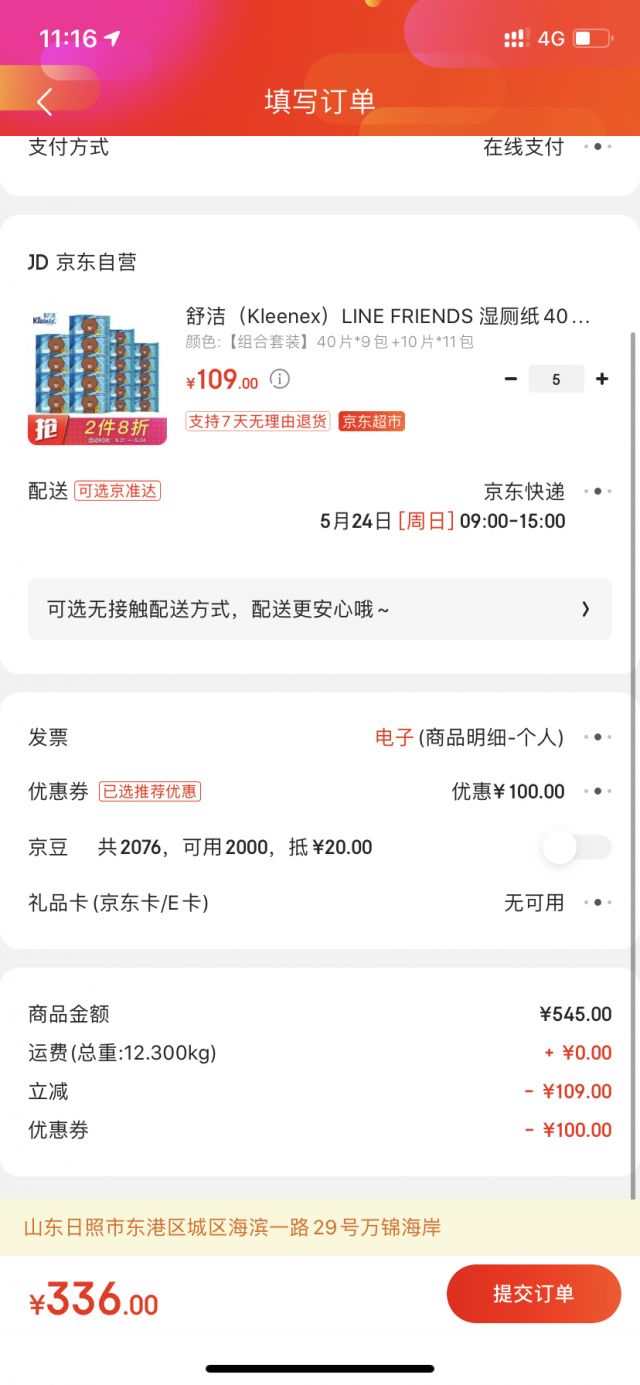 11:16
4G
填写订单
支付方式 在线支付
JD 京东自营
舒洁
Kleenex
抢 2件8折
舒洁（Kleenex）LINE FRIENDS 湿厕纸40...
颜色:【组合套装】40片*9包+10片*11包
¥109.00
5
支持7天无理由退货 京东超市
配送 可选京准达 京东快递
5月24日 [周日] 09:00-15:00
可选无接触配送方式，配送更安心哦~
发票 电子(商品明细-个人)
优惠券 已选推荐优惠 优惠¥100.00
京豆 共2076，可用2000，抵¥20.00
礼品卡(京东卡/E卡) 无可用
商品金额 ¥545.00
运费(总重:12.300kg) + ¥0.00
立减 - ¥109.00
优惠券 - ¥100.00
山东日照市东港区城区海滨一路29号万锦海岸
¥336.00 提交订单